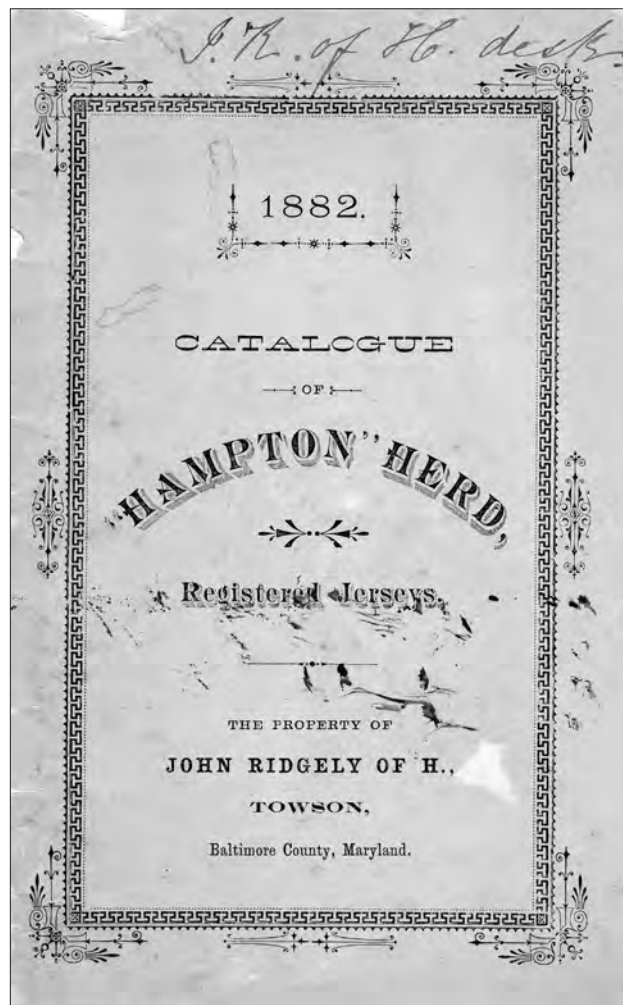 J. R. of H. desk
1882.
CATALOGUE
OF
"HAMPTON" HERD,
Registered Jerseys.
THE PROPERTY OF
JOHN RIDGELY OF H.,
TOWSON,
Baltimore County, Maryland.